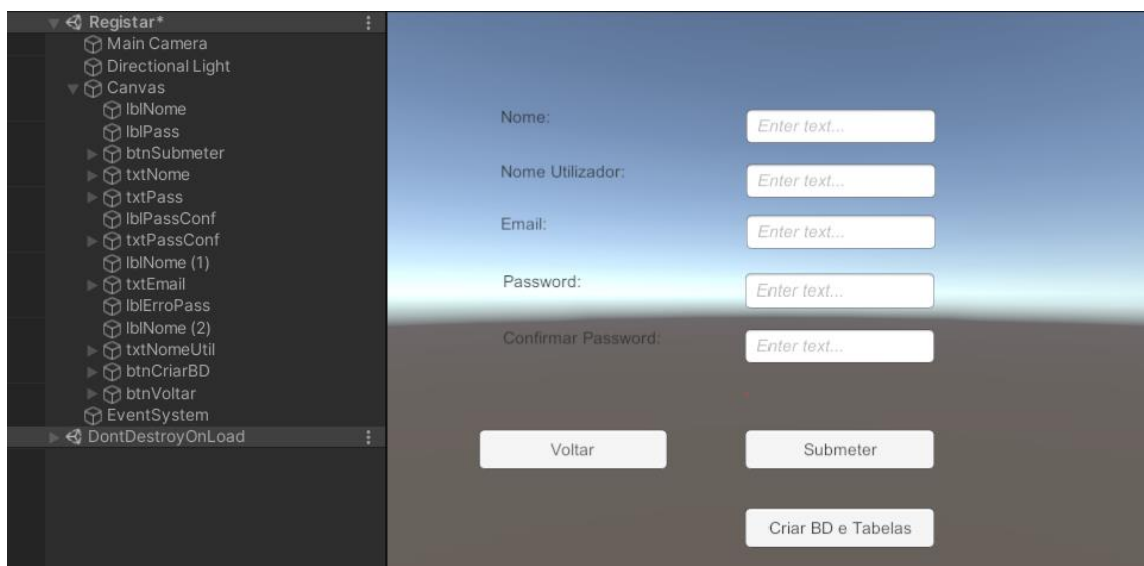 Registar*
Main Camera
Directional Light
Canvas
lblNome
lblPass
btnSubmeter
txtNome
txtPass
lblPassConf
txtPassConf
lblNome (1)
txtEmail
lblErroPass
lblNome (2)
txtNomeUtil
btnCriarBD
btnVoltar
EventSystem
DontDestroyOnLoad
Nome: Enter text...
Nome Utilizador: Enter text...
Email: Enter text...
Password: Enter text...
Confirmar Password: Enter text...
Voltar Submeter
Criar BD e Tabelas